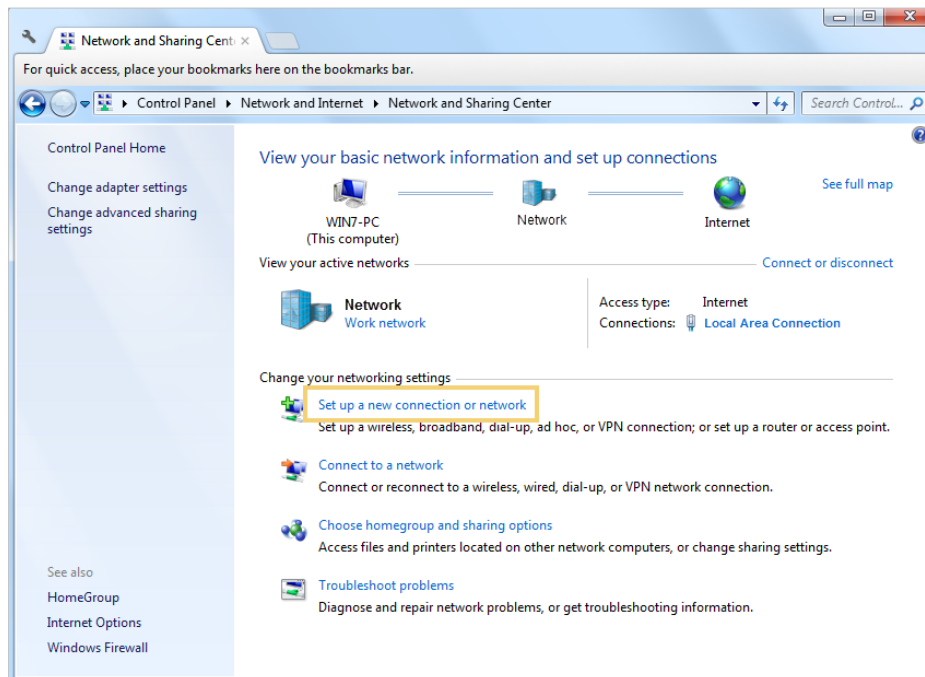 Network and Sharing Cent
For quick access, place your bookmarks here on the bookmarks bar.
Control Panel Network and Internet Network and Sharing Center
Search Control...
Control Panel Home
Change adapter settings
Change advanced sharing
settings
See also
HomeGroup
Internet Options
Windows Firewall
View your basic network information and set up connections
See full map
WIN7-PC
(This computer)
Network
Internet
View your active networks
Connect or disconnect
Network
Work network
Access type: Internet
Connections: Local Area Connection
Change your networking settings
Set up a new connection or network
Set up a wireless, broadband, dial-up, ad hoc, or VPN connection; or set up a router or access point.
Connect to a network
Connect or reconnect to a wireless, wired, dial-up, or VPN network connection.
Choose homegroup and sharing options
Access files and printers located on other network computers, or change sharing settings.
Troubleshoot problems
Diagnose and repair network problems, or get troubleshooting information.